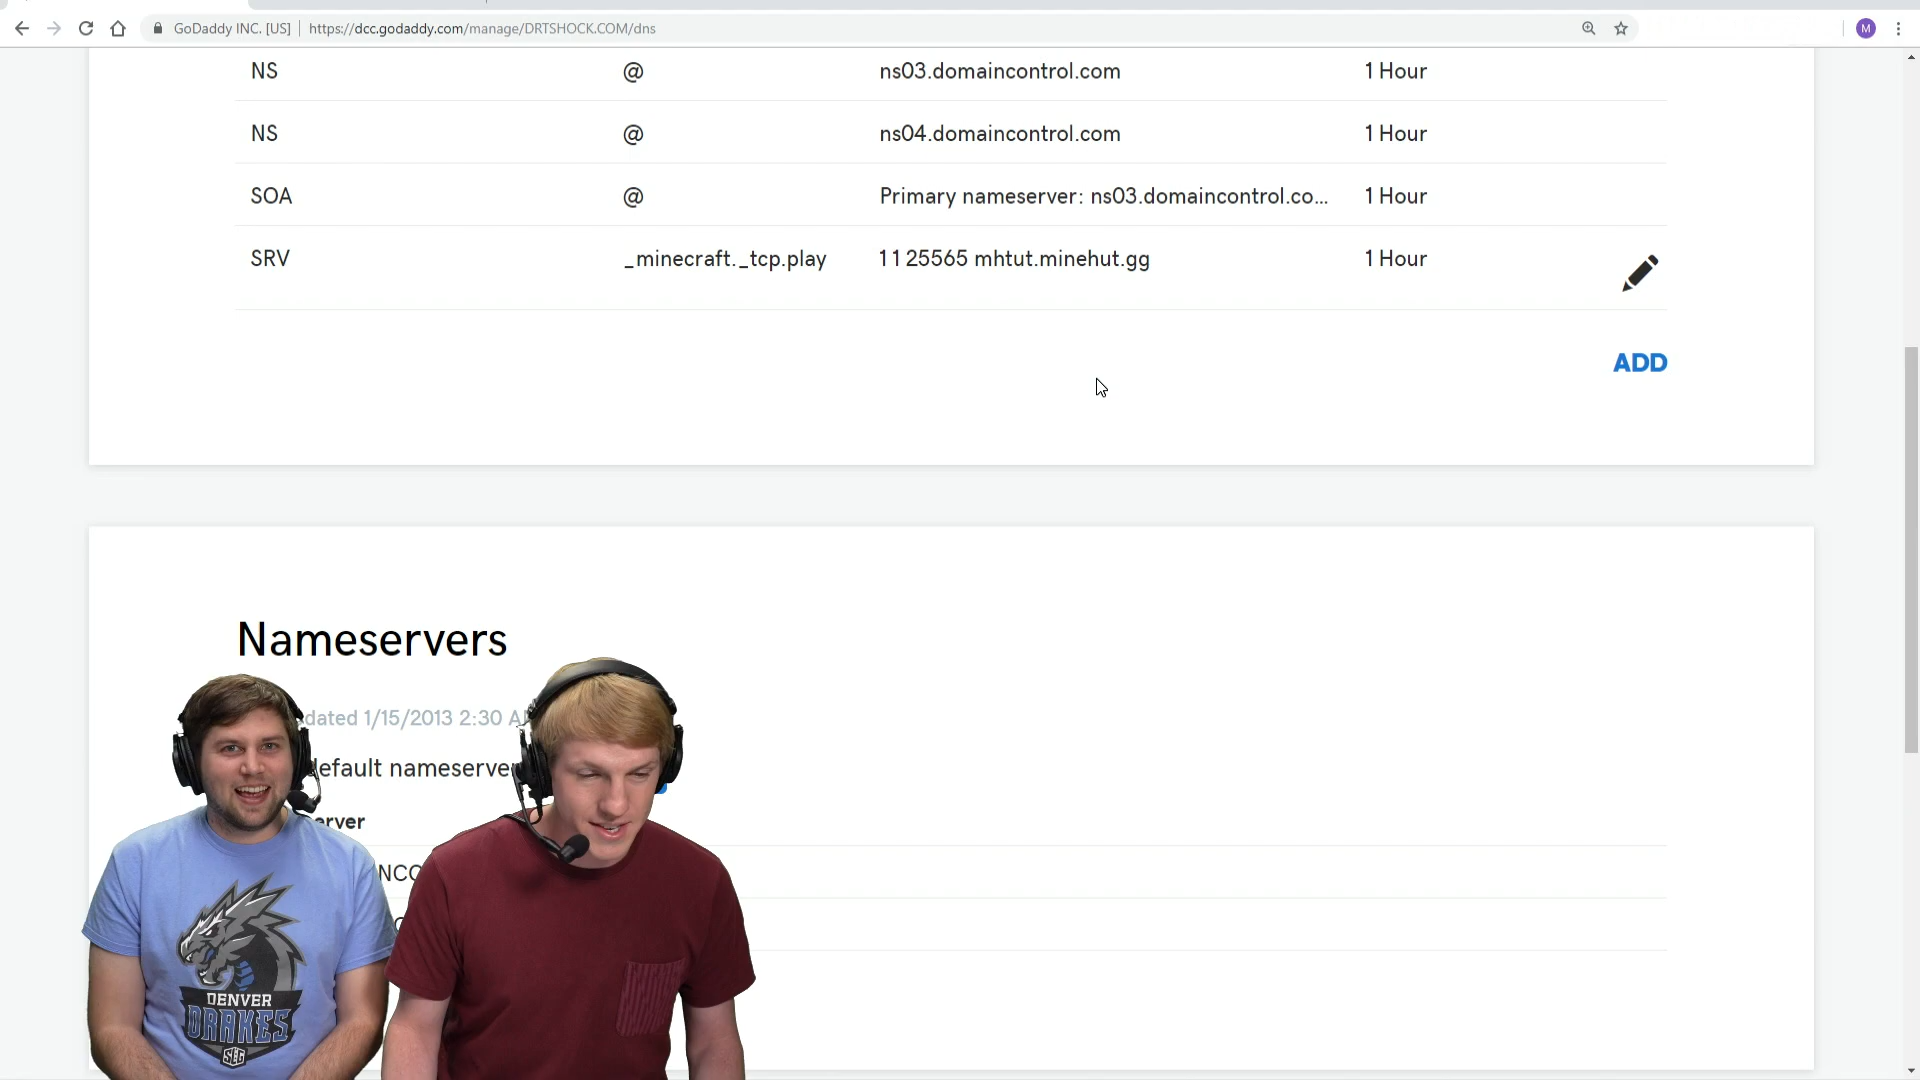 GoDaddy INC. [US] https://dcc.godaddy.com/manage/DRTSHOCK.COM/dns
M
NS @ ns03.domaincontrol.com 1 Hour
NS @ ns04.domaincontrol.com 1 Hour
SOA @ Primary nameserver: ns03.domaincontrol.co... 1 Hour
SRV _minecraft._tcp.play 1 1 25565 mhtut.minehut.gg 1 Hour
ADD
Nameservers
dated 1/15/2013 2:30 A
default nameserve
erver
NCO
DENVER
DRAKES
SLG